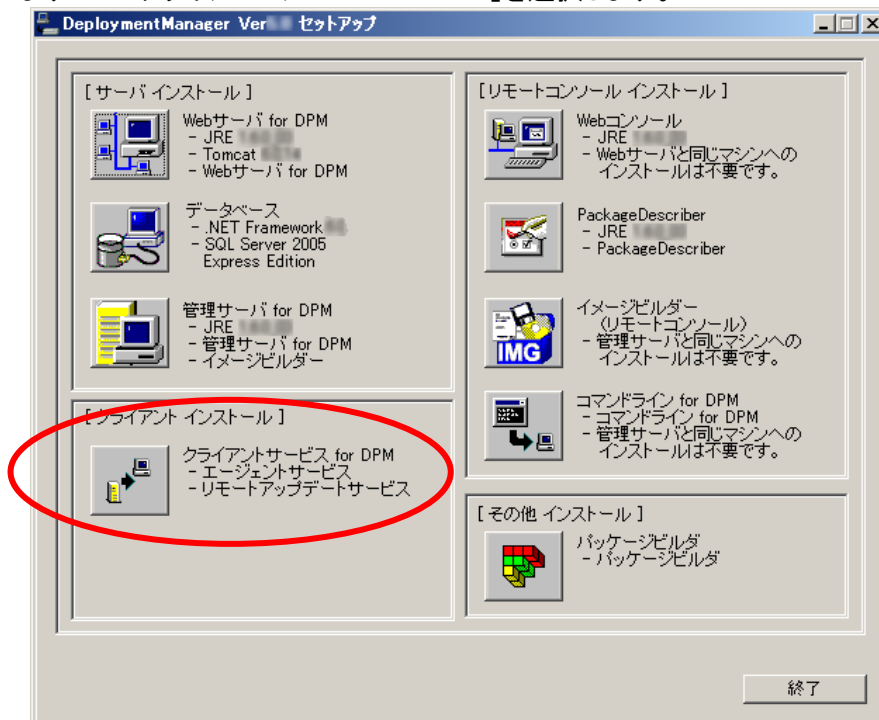 を選択します。
DeploymentManager Ver セットアップ
[サーバ インストール]
Webサーバ for DPM
- JRE
- Tomcat
- Webサーバ for DPM
データベース
- .NET Framework
- SQL Server 2005
Express Edition
管理サーバ for DPM
- JRE
- 管理サーバ for DPM
- イメージビルダー
[クライアント インストール]
クライアントサービス for DPM
- エージェントサービス
- リモートアップデートサービス
[リモートコンソール インストール]
Webコンソール
- JRE
- Webサーバと同じマシンへの
インストールは不要です。
PackageDescriber
- JRE
- PackageDescriber
イメージビルダー
(リモートコンソール)
- 管理サーバと同じマシンへの
インストールは不要です。
IMG
コマンドライン for DPM
- コマンドライン for DPM
- 管理サーバと同じマシンへの
インストールは不要です。
[その他 インストール]
パッケージビルダ
- パッケージビルダ
終了